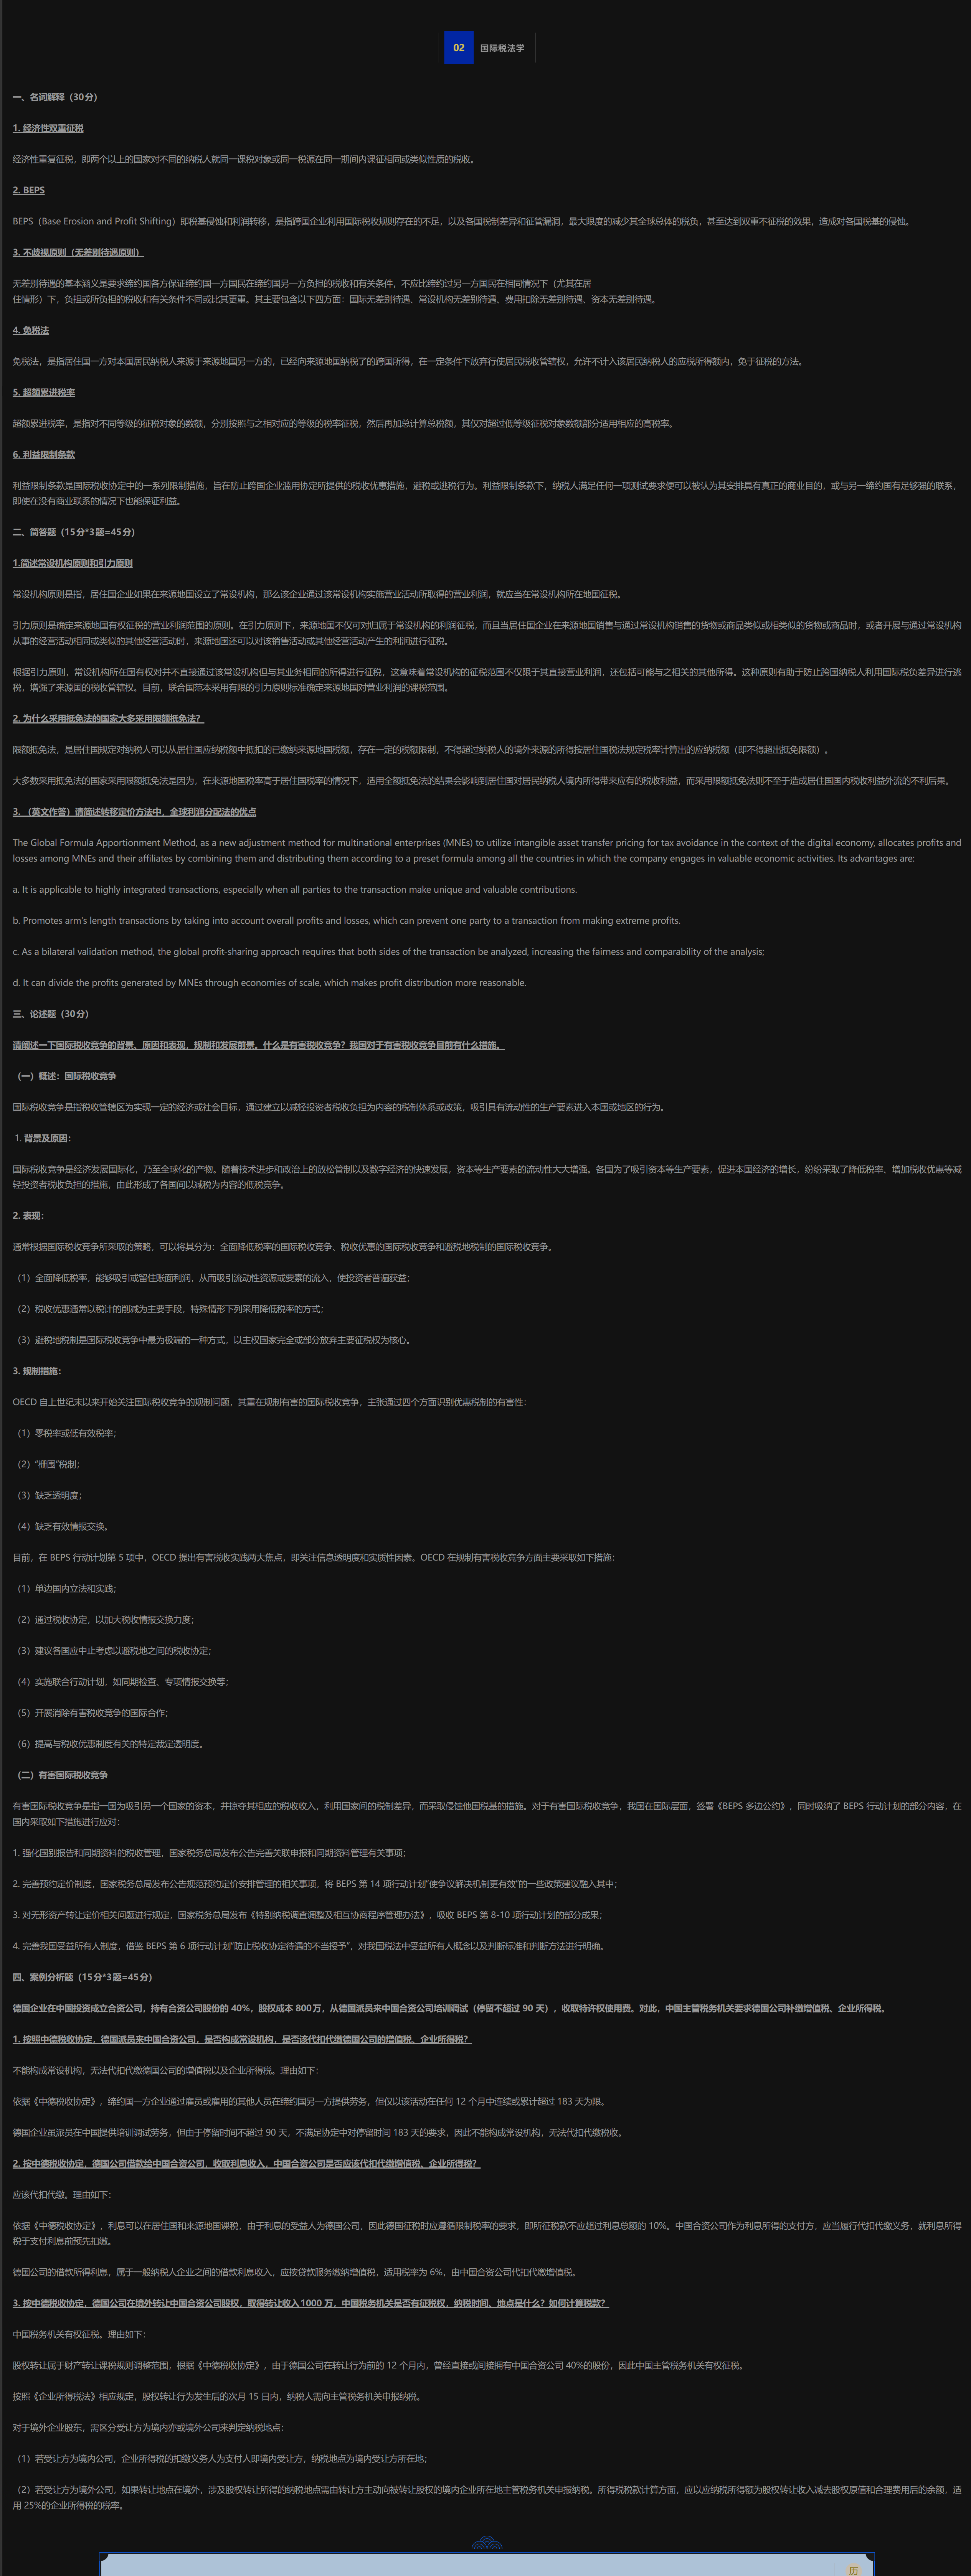 02 国际税法学
一、名词解释（30分）
1. 经济性双重征税
经济性重复征税，即两个以上的国家对不同的纳税人就同一课税对象或同一税源在同一期间内课征相同或类似性质的税收。
2. BEPS
BEPS（Base Erosion and Profit Shifting）即税基侵蚀和利润转移，是指跨国企业利用国际税收规则存在的不足，以及各国税制差异和征管漏洞，最大限度的减少其全球总体的税负，甚至达到双重不征税的效果，造成对各国税基的侵蚀。
3. 不歧视原则（无差别待遇原则）
无差别待遇的基本涵义是要求缔约国各方保证缔约国一方国民在缔约国另一方负担的税收和有关条件，不应比缔约过另一方国民在相同情况下（尤其在居
住情形）下，负担或所负担的税收和有关条件不同或比其更重。其主要包含以下四方面：国际无差别待遇、常设机构无差别待遇、费用扣除无差别待遇、资本无差别待遇。
4. 免税法
免税法，是指居住国一方对本国居民纳税人来源于来源地国另一方的，已经向来源地国纳税了的跨国所得，在一定条件下放弃行使居民税收管辖权，允许不计入该居民纳税人的应税所得额内，免于征税的方法。
5. 超额累进税率
超额累进税率，是指对不同等级的征税对象的数额，分别按照与之相对应的等级的税率征税，然后再加总计算总税额，其仅对超过低等级征税对象数额部分适用相应的高税率。
6. 利益限制条款
利益限制条款是国际税收协定中的一系列限制措施，旨在防止跨国企业滥用协定所提供的税收优惠措施，避税或逃税行为。利益限制条款下，纳税人满足任何一项测试要求便可以被认为其安排具有真正的商业目的，或与另一缔约国有足够强的联系，
即使在没有商业联系的情况下也能保证利益。
二、简答题（15分*3题=45分）
1.简述常设机构原则和引力原则
常设机构原则是指，居住国企业如果在来源地国设立了常设机构，那么该企业通过该常设机构实施营业活动所取得的营业利润，就应当在常设机构所在地国征税。
引力原则是确定来源地国有权征税的营业利润范围的原则。在引力原则下，来源地国不仅可对归属于常设机构的利润征税，而且当居住国企业在来源地国销售与通过常设机构销售的货物或商品类似或相类似的货物或商品时，或者开展与通过常设机构
从事的经营活动相同或类似的其他经营活动时，来源地国还可以对该销售活动或其他经营活动产生的利润进行征税。
根据引力原则，常设机构所在国有权对并不直接通过该常设机构但与其业务相同的所得进行征税，这意味着常设机构的征税范围不仅限于其直接营业利润，还包括可能与之相关的其他所得。这种原则有助于防止跨国纳税人利用国际税负差异进行逃
税，增强了来源国的税收管辖权。目前，联合国范本采用有限的引力原则标准确定来源地国对营业利润的课税范围。
2. 为什么采用抵免法的国家大多采用限额抵免法？
限额抵免法，是居住国规定对纳税人可以从居住国应纳税额中抵扣的已缴纳来源地国税额，存在一定的税额限制，不得超过纳税人的境外来源的所得按居住国税法规定税率计算出的应纳税额（即不得超出抵免限额）。
大多数采用抵免法的国家采用限额抵免法是因为，在来源地国税率高于居住国税率的情况下，适用全额抵免法的结果会影响到居住国对居民纳税人境内所得带来应有的税收利益，而采用限额抵免法则不至于造成居住国国内税收利益外流的不利后果。
3. （英文作答）请简述转移定价方法中，全球利润分配法的优点
The Global Formula Apportionment Method, as a new adjustment method for multinational enterprises (MNEs) to utilize intangible asset transfer pricing for tax avoidance in the context of the digital economy, allocates profits and
losses among MNEs and their affiliates by combining them and distributing them according to a preset formula among all the countries in which the company engages in valuable economic activities. Its advantages are:
a. It is applicable to highly integrated transactions, especially when all parties to the transaction make unique and valuable contributions.
b. Promotes arm's length transactions by taking into account overall profits and losses, which can prevent one party to a transaction from making extreme profits.
c. As a bilateral validation method, the global profit-sharing approach requires that both sides of the transaction be analyzed, increasing the fairness and comparability of the analysis;
d. It can divide the profits generated by MNEs through economies of scale, which makes profit distribution more reasonable.
三、论述题（30分）
请阐述一下国际税收竞争的背景、原因和表现，规制和发展前景。什么是有害税收竞争？我国对于有害税收竞争目前有什么措施。
（一）概述：国际税收竞争
国际税收竞争是指税收管辖区为实现一定的经济或社会目标，通过建立以减轻投资者税收负担为内容的税制体系或政策，吸引具有流动性的生产要素进入本国或地区的行为。
1. 背景及原因：
国际税收竞争是经济发展国际化，乃至全球化的产物。随着技术进步和政治上的放松管制以及数字经济的快速发展，资本等生产要素的流动性大大增强。各国为了吸引资本等生产要素，促进本国经济的增长，纷纷采取了降低税率、增加税收优惠等减
轻投资者税收负担的措施，由此形成了各国间以减税为内容的低税竞争。
2. 表现：
通常根据国际税收竞争所采取的策略，可以将其分为：全面降低税率的国际税收竞争、税收优惠的国际税收竞争和避税地税制的国际税收竞争。
（1）全面降低税率，能够吸引或留住账面利润，从而吸引流动性资源或要素的流入，使投资者普遍获益；
（2）税收优惠通常以税计的削减为主要手段，特殊情形下列采用降低税率的方式；
（3）避税地税制是国际税收竞争中最为极端的一种方式，以主权国家完全或部分放弃主要征税权为核心。
3. 规制措施：
OECD 自上世纪末以来开始关注国际税收竞争的规制问题，其重在规制有害的国际税收竞争，主张通过四个方面识别优惠税制的有害性：
（1）零税率或低有效税率；
（2）“栅围”税制；
（3）缺乏透明度；
（4）缺乏有效情报交换。
目前，在 BEPS 行动计划第 5 项中，OECD 提出有害税收实践两大焦点，即关注信息透明和实质性因素。OECD 在规制有害税收竞争方面主要采取如下措施：
（1）单边国内立法和实践；
（2）通过税收协定，以加大税收情报交换力度；
（3）建议各国应中止考虑以避税地之间的税收协定；
（4）实施联合行动计划，如同期检查、专项情报交换等；
（5）开展消除有害税收竞争的国际合作；
（6）提高与税收优惠制度有关的特定裁定透明度。
（二）有害国际税收竞争
有害国际税收竞争是指一国为吸引另一个国家的资本，并掠夺其相应的税收收入，利用国家间的税制差异，而采取侵蚀他国税基的措施。对于有害国际税收竞争，我国在国际层面，签署《BEPS 多边公约》，同时吸纳了 BEPS 行动计划的部分内容，在
国内采取如下措施进行应对：
1. 强化国别报告和同期资料的税收管理，国家税务总局发布公告完善关联申报和同期资料管理有关事项；
2. 完善预约定价制度，国家税务总局发布公告规范预约定价安排管理的相关事项，将 BEPS 第 14 项行动计划“使争议解决机制更有效”的一些政策建议融入其中；
3. 对无形资产转让定价相关问题进行规定，国家税务总局发布《特别纳税调查调整及相互协商程序管理办法》，吸收 BEPS 第 8-10 项行动计划的部分成果；
4. 完善我国受益所有人制度，借鉴 BEPS 第 6 项行动计划“防止税收协定待遇的不当授予”，对我国税法中受益所有人概念以及判断标准和判断方法进行明确。
四、案例分析题（15分*3题=45分）
德国企业在中国投资成立合资公司，持有合资公司股份的 40%，股权成本 800万，从德国派员来中国合资公司培训调试（停留不超过 90 天），收取特许权使用费。对此，中国主管税务机关要求德国公司补缴增值税、企业所得税。
1. 按照中德税收协定，德国派员来中国合资公司，是否构成常设机构，是否该代扣代缴德国公司的增值税、企业所得税？
不能构成常设机构，无法代扣代缴德国公司的增值税以及企业所得税。理由如下：
依据《中德税收协定》，缔约国一方企业通过雇员或雇用的其他人员在缔约国另一方提供劳务，但仅以该活动在任何 12 个月中连续或累计超过 183 天为限。
德国企业虽派员在中国提供培训调试劳务，但由于停留时间不超过 90 天，不满足协定中对停留时间 183 天的要求，因此不能构成常设机构，无法代扣代缴税收。
2. 按中德税收协定，德国公司借款给中国合资公司，收取利息收入，中国合资公司是否应该代扣代缴增值税、企业所得税？
应该代扣代缴。理由如下：
依据《中德税收协定》，利息可以在居住国和来源地国课税，由于利息的受益人为德国公司，因此德国征税时应遵循限制税率的要求，即所征税款不应超过利息总额的 10%。中国合资公司作为利息所得的支付方，应当履行代扣代缴义务，就利息所得
税于支付利息前预先扣缴。
德国公司的借款所得利息，属于一般纳税人企业之间的借款利息收入，应按贷款服务缴纳增值税，适用税率为 6%，由中国合资公司代扣代缴增值税。
3. 按中德税收协定，德国公司在境外转让中国合资公司股权，取得转让收入1000 万，中国税务机关是否有征税权，纳税时间、地点是什么？如何计算税款？
中国税务机关有权征税。理由如下：
股权转让属于财产转让课税规则调整范围，根据《中德税收协定》，由于德国公司在转让行为前的 12 个月内，曾经直接或间接拥有中国合资公司 40%的股份，因此中国主管税务机关有权征税。
按照《企业所得税法》相应规定，股权转让行为发生后的次月 15 日内，纳税人需向主管税务机关申报纳税。
对于境外企业股东，需区分受让方为境内亦或境外公司来判定纳税地点：
（1）若受让方为境内公司，企业所得税的扣缴义务人为支付人即境内受让方，纳税地点为境内受让方所在地；
（2）若受让方为境外公司，如果转让地点在境外，涉及股权转让所得的纳税地点需由转让方主动向被转让股权的境内企业所在地主管税务机关申报纳税。所得税税款计算方面，应以应纳税所得额为股权转让收入减去股权原值和合理费用后的余额，适
用 25%的企业所得税的税率。
历